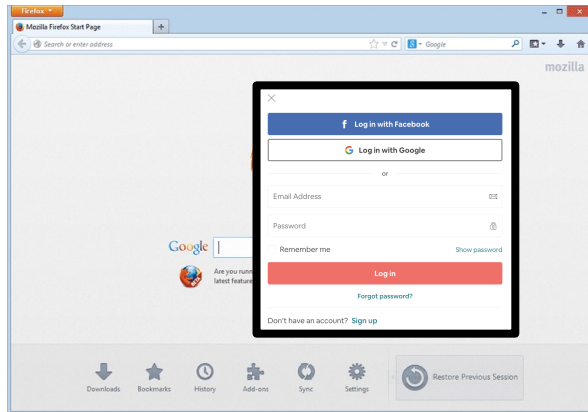 Firefox
Mozilla Firefox Start Page
Search or enter address
Google
mozilla
Log in with Facebook
Log in with Google
or
Email Address
Password
Remember me
Show password
Log in
Forgot password?
Don't have an account? Sign up
Google
Are you runn
latest feature
Downloads
Bookmarks
History
Add-ons
Sync
Settings
Restore Previous Session